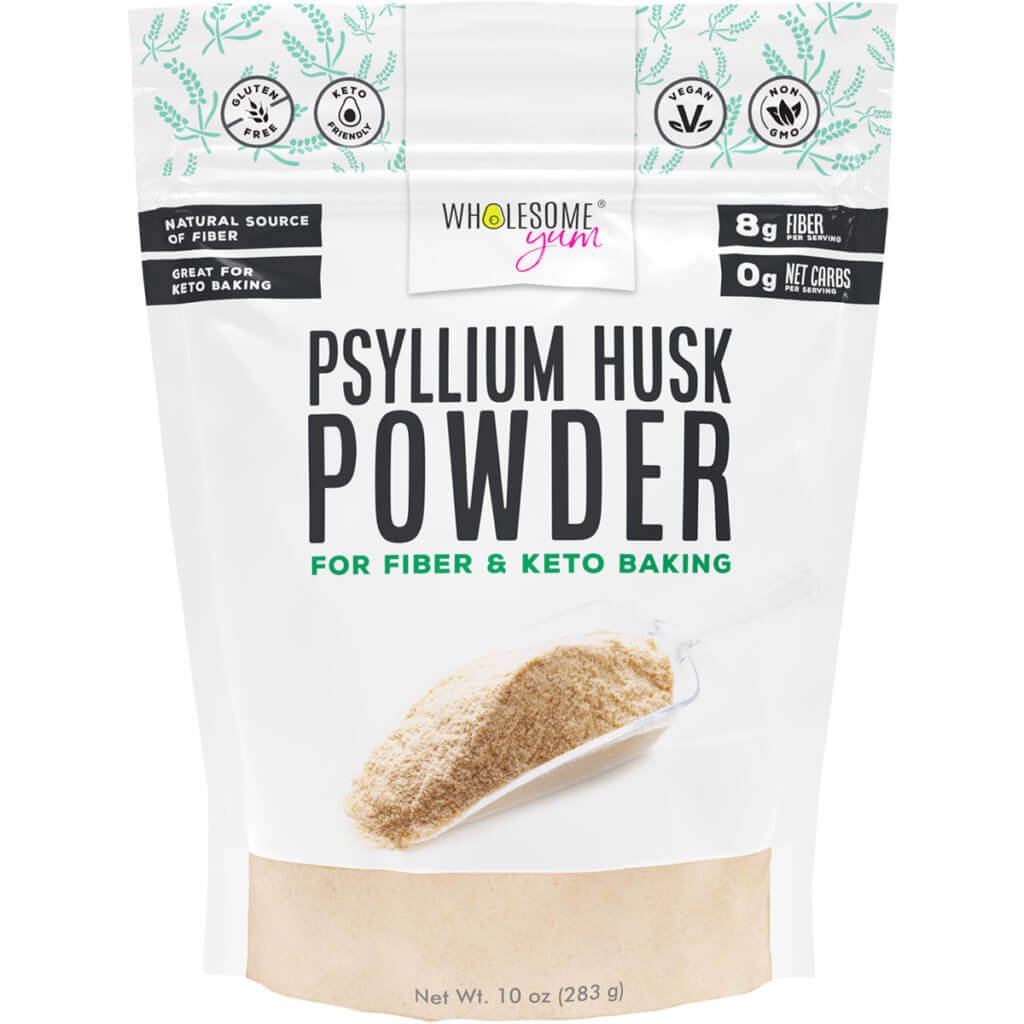 GLUTEN
FREE
KETO
FRIENDLY
VEGAN
V
NON
GMO
NATURAL SOURCE
OF FIBER
GREAT FOR
KETO BAKING
WHOLESOME®
yum
8g FIBER
PER SERVING
0g NET CARBS
PER SERVING
PSYLLIUM HUSK
POWDER
FOR FIBER & KETO BAKING
Net Wt. 10 oz (283 g)